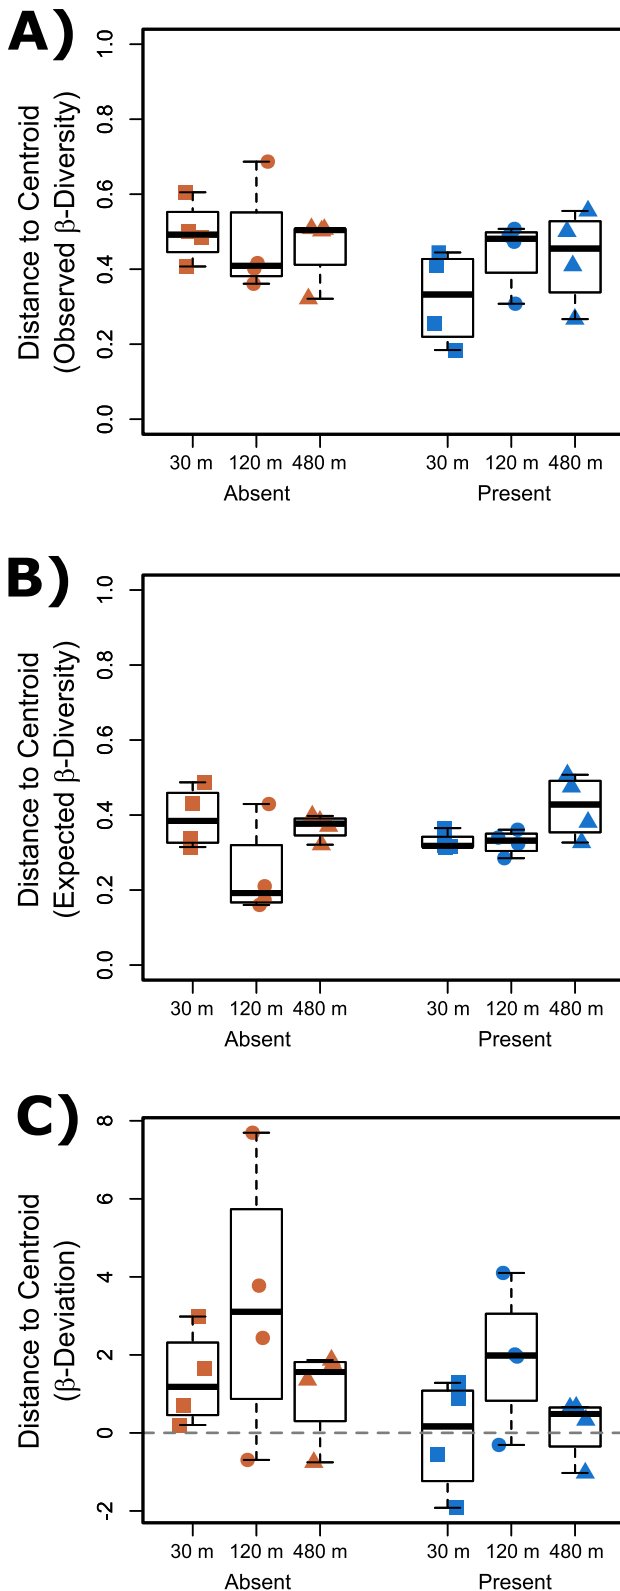 A)
Distance to Centroid
(Observed β-Diversity)
1.0
0.8
0.6
0.4
0.2
0.0
30 m 120 m 480 m 30 m 120 m 480 m
Absent Present
B)
Distance to Centroid
(Expected β-Diversity)
1.0
0.8
0.6
0.4
0.2
0.0
30 m 120 m 480 m 30 m 120 m 480 m
Absent Present
C)
Distance to Centroid
(β-Deviation)
8
6
4
2
0
-2
30 m 120 m 480 m 30 m 120 m 480 m
Absent Present